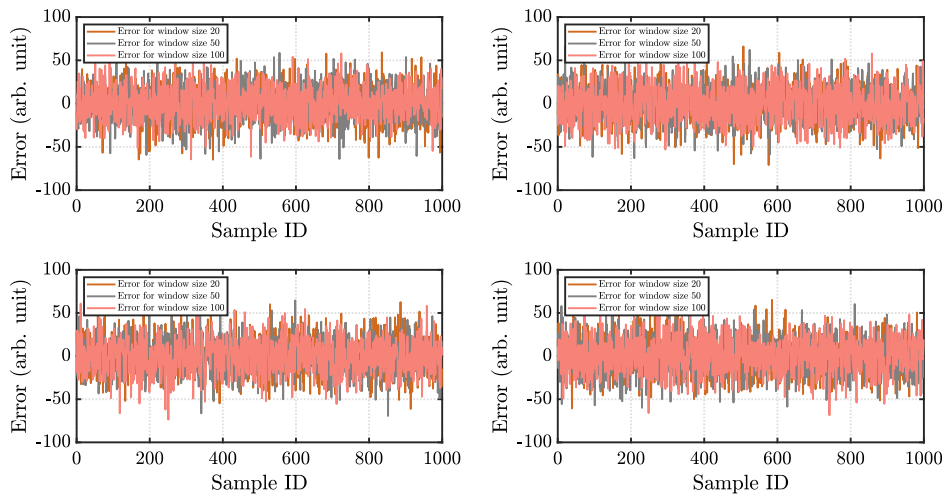 100
50
0
-50
-100
Error (arb. unit)
Error for window size 20
Error for window size 50
Error for window size 100
0 200 400 600 800 1000
Sample ID
100
50
0
-50
-100
Error (arb. unit)
Error for window size 20
Error for window size 50
Error for window size 100
0 200 400 600 800 1000
Sample ID
100
50
0
-50
-100
Error (arb. unit)
Error for window size 20
Error for window size 50
Error for window size 100
0 200 400 600 800 1000
Sample ID
100
50
0
-50
-100
Error (arb. unit)
Error for window size 20
Error for window size 50
Error for window size 100
0 200 400 600 800 1000
Sample ID